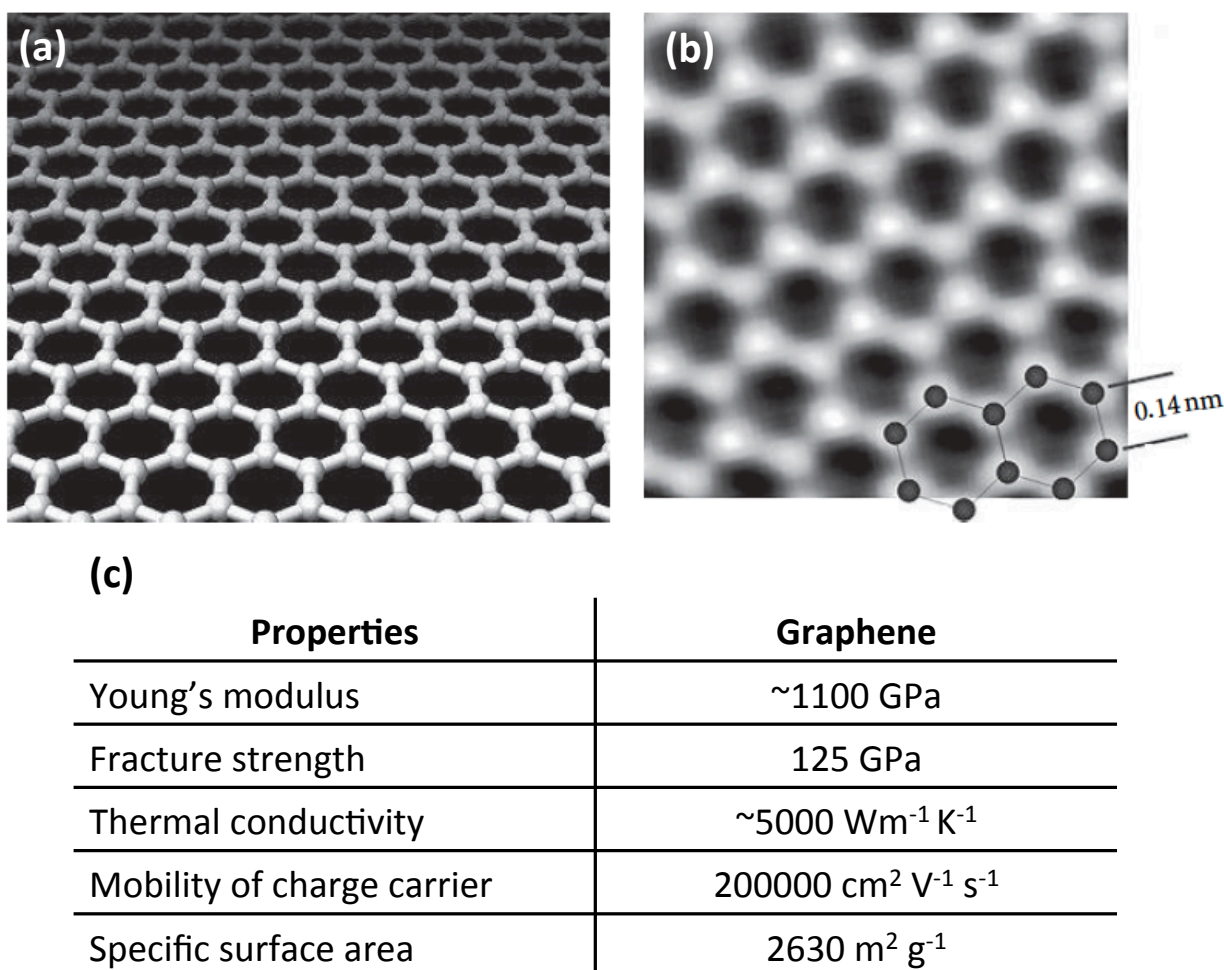 (a)
(b)
0.14 nm
(c)
Properties Graphene
Young’s modulus ~1100 GPa
Fracture strength 125 GPa
Thermal conductivity ~5000 Wm⁻¹ K⁻¹
Mobility of charge carrier 200000 cm² V⁻¹ s⁻¹
Specific surface area 2630 m² g⁻¹